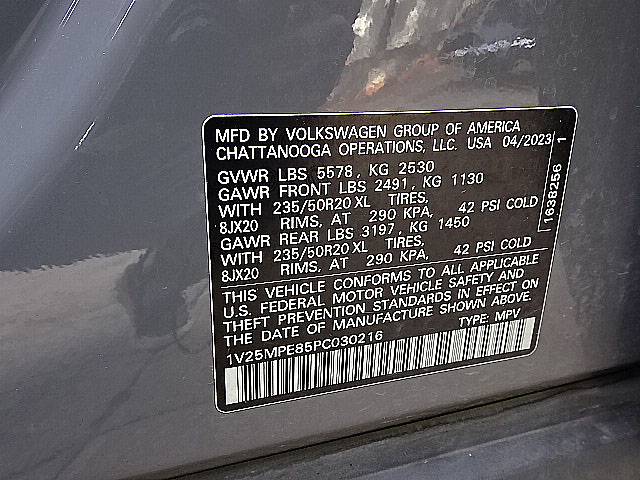 MFD BY VOLKSWAGEN GROUP OF AMERICA
CHATTANOOGA OPERATIONS, LLC. USA 04/2023
GVWR LBS 5578, KG 2530
GAWR FRONT LBS 2491, KG 1130
WITH 235/50R20 XL TIRES,
8JX20 RIMS, AT 290 KPA, 42 PSI COLD
GAWR REAR LBS 3197, KG 1450
WITH 235/50R20 XL TIRES,
8JX20 RIMS, AT 290 KPA, 42 PSI COLD
THIS VEHICLE CONFORMS TO ALL APPLICABLE
U.S. FEDERAL MOTOR VEHICLE SAFETY AND
THEFT PREVENTION STANDARDS IN EFFECT ON
THE DATE OF MANUFACTURE SHOWN ABOVE.
1V25MPE85PC030216 TYPE: MPV
1638256 1